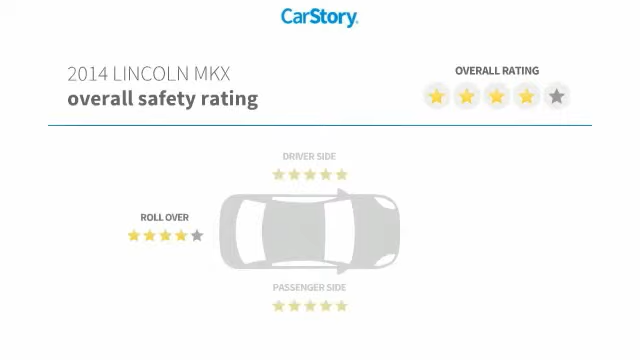 CarStory.
2014 LINCOLN MKX
overall safety rating
OVERALL RATING
DRIVER SIDE
ROLL OVER
PASSENGER SIDE